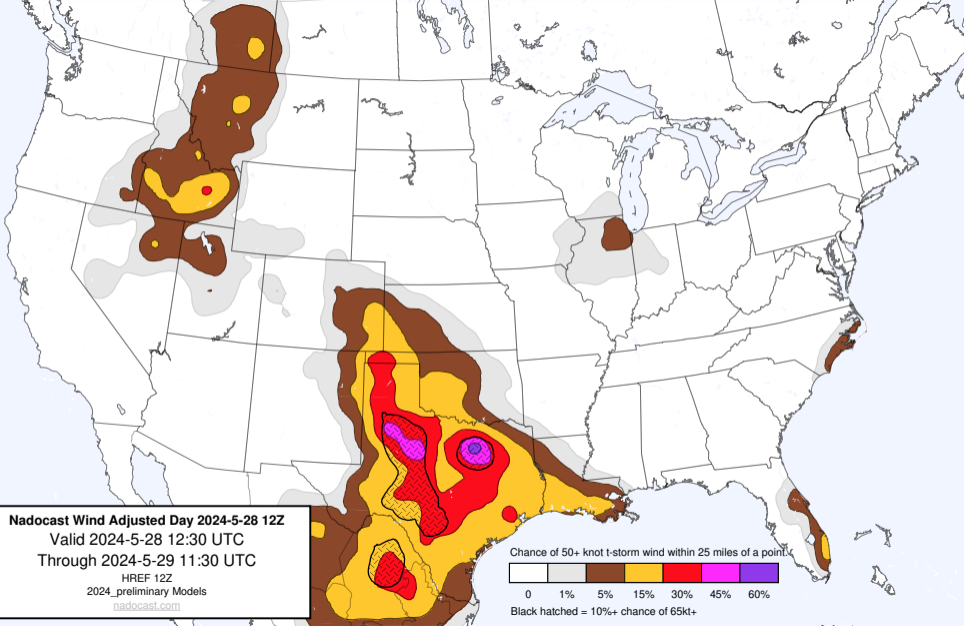 Nadocast Wind Adjusted Day 2024-5-28 12Z
Valid 2024-5-28 12:30 UTC
Through 2024-5-29 11:30 UTC
HREF 12Z
2024_preliminary Models
nadocast.com
Chance of 50+ knot t-storm wind within 25 miles of a point.
0 1% 5% 15% 30% 45% 60%
Black hatched = 10%+ chance of 65kt+